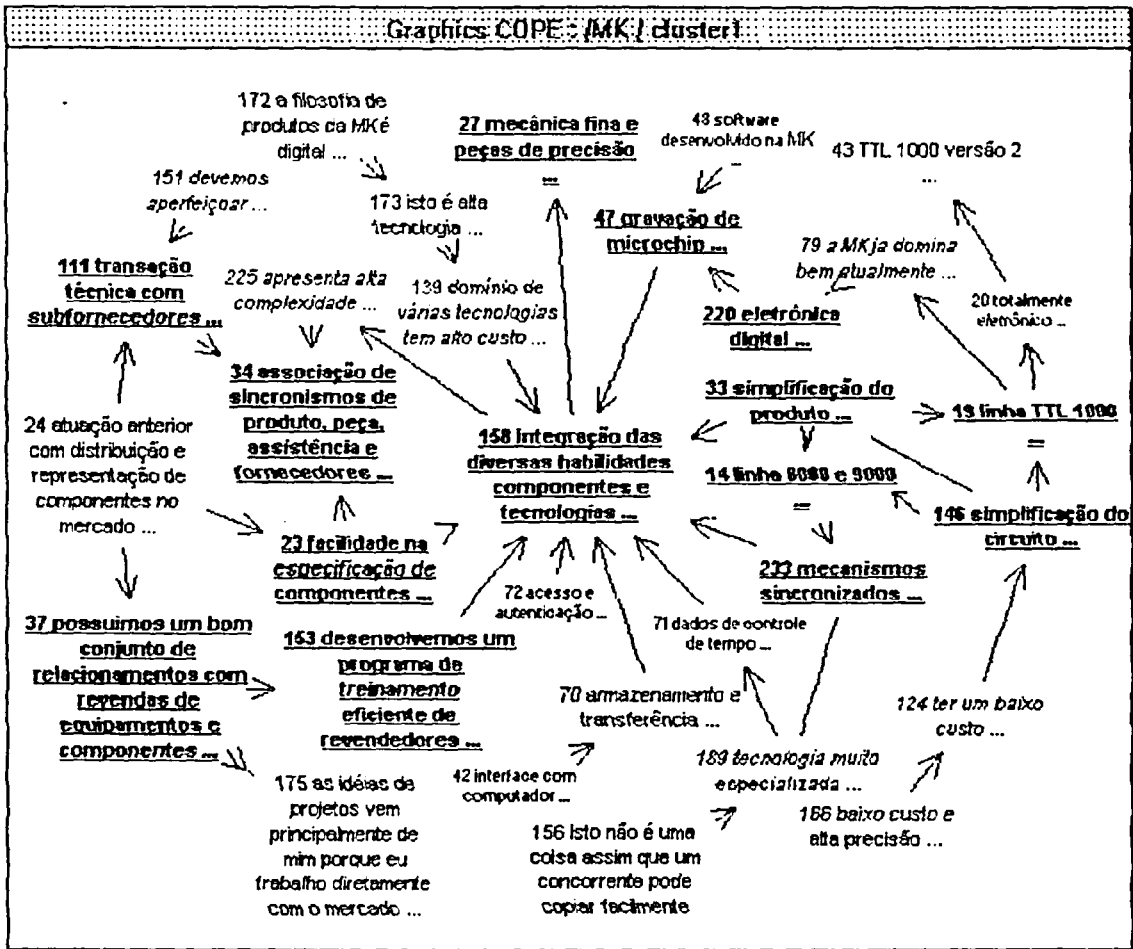 Graphics COPE : /MK / cluster1
172 a filosofia de
produtos da MK é
digital ...
27 mecânica fina e
peças de precisão
...
48 software
desenvolvido na MK
...
43 TTL 1000 versão 2
...
151 devemos
aperfeiçoar ...
173 isto é alta
tecnologia ...
47 gravação de
microchip ...
79 a MK ja domina
bem atualmente ...
111 transação
técnica com
subfornecedores ...
225 apresenta alta
complexidade ...
139 domínio de
várias tecnologias
tem alto custo ...
220 eletrônica
digital ...
20 totalmente
eletrônico ...
34 associação de
sincronismos de
produto, peça,
assistência e
fornecedores ...
33 simplificação do
produto ...
19 linha TTL 1000
...
24 atuação anterior
com distribuição e
representação de
componentes no
mercado ...
158 integração das
diversas habilidades
componentes e
tecnologias ...
14 linha 8000 e 9000
...
146 simplificação do
circuito ...
23 facilidade na
especificação de
componentes ...
233 mecanismos
sincronizados ...
72 acesso e
autenticação ...
37 possuimos um bom
conjunto de
relacionamentos com
revendas de
equipamentos e
componentes ...
153 desenvolvemos um
programa de
treinamento
eficiente de
revendedores ...
71 dados de controle
de tempo ...
70 armazenamento e
transferência ...
124 ter um baixo
custo ...
175 as idéias de
projetos vem
principalmente de
mim porque eu
trabalho diretamente
com o mercado ...
42 interface com
computador ...
189 tecnologia muito
especializada ...
156 isto não é uma
coisa assim que um
concorrente pode
copiar facilmente
166 baixo custo e
alta precisão ...